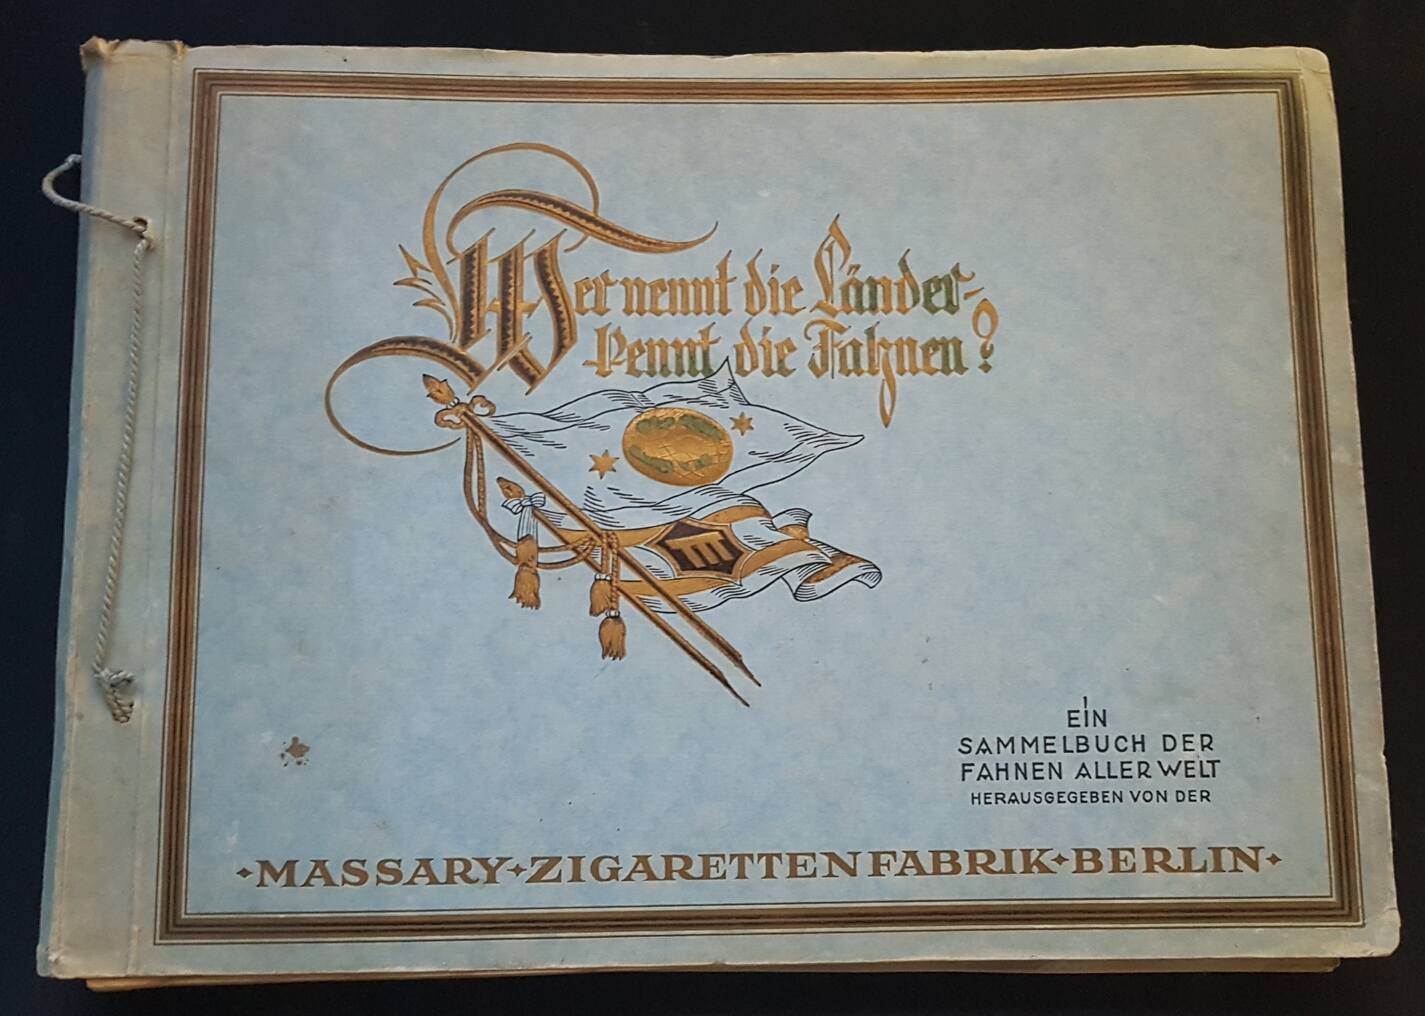 Wer nennt die Länder-
kennt die Fahnen?
M
EIN
SAMMELBUCH DER
FAHNEN ALLER WELT
HERAUSGEGEBEN VON DER
·MASSARY·ZIGARETTENFABRIK·BERLIN·